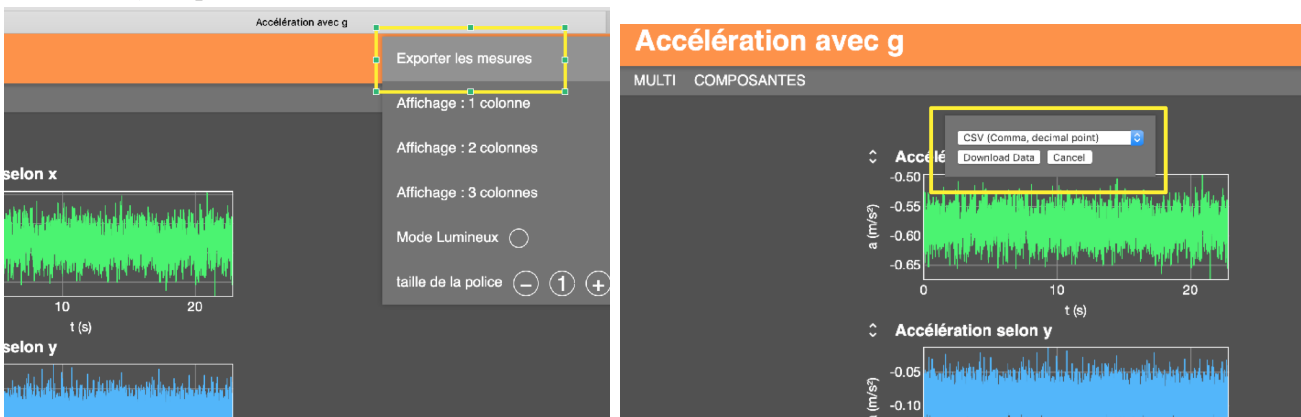 Accélération avec g
Exporter les mesures
Affichage : 1 colonne
Affichage : 2 colonnes
Affichage : 3 colonnes
Mode Lumineux
taille de la police − 1 +
selon x
10 20
t (s)
selon y
Accélération avec g
MULTI COMPOSANTES
CSV (Comma, decimal point)
Download Data Cancel
Accélé
-0.50
-0.55
-0.60
-0.65
a (m/s²)
0 10 20
t (s)
Accélération selon y
-0.05
-0.10
(m/s²)